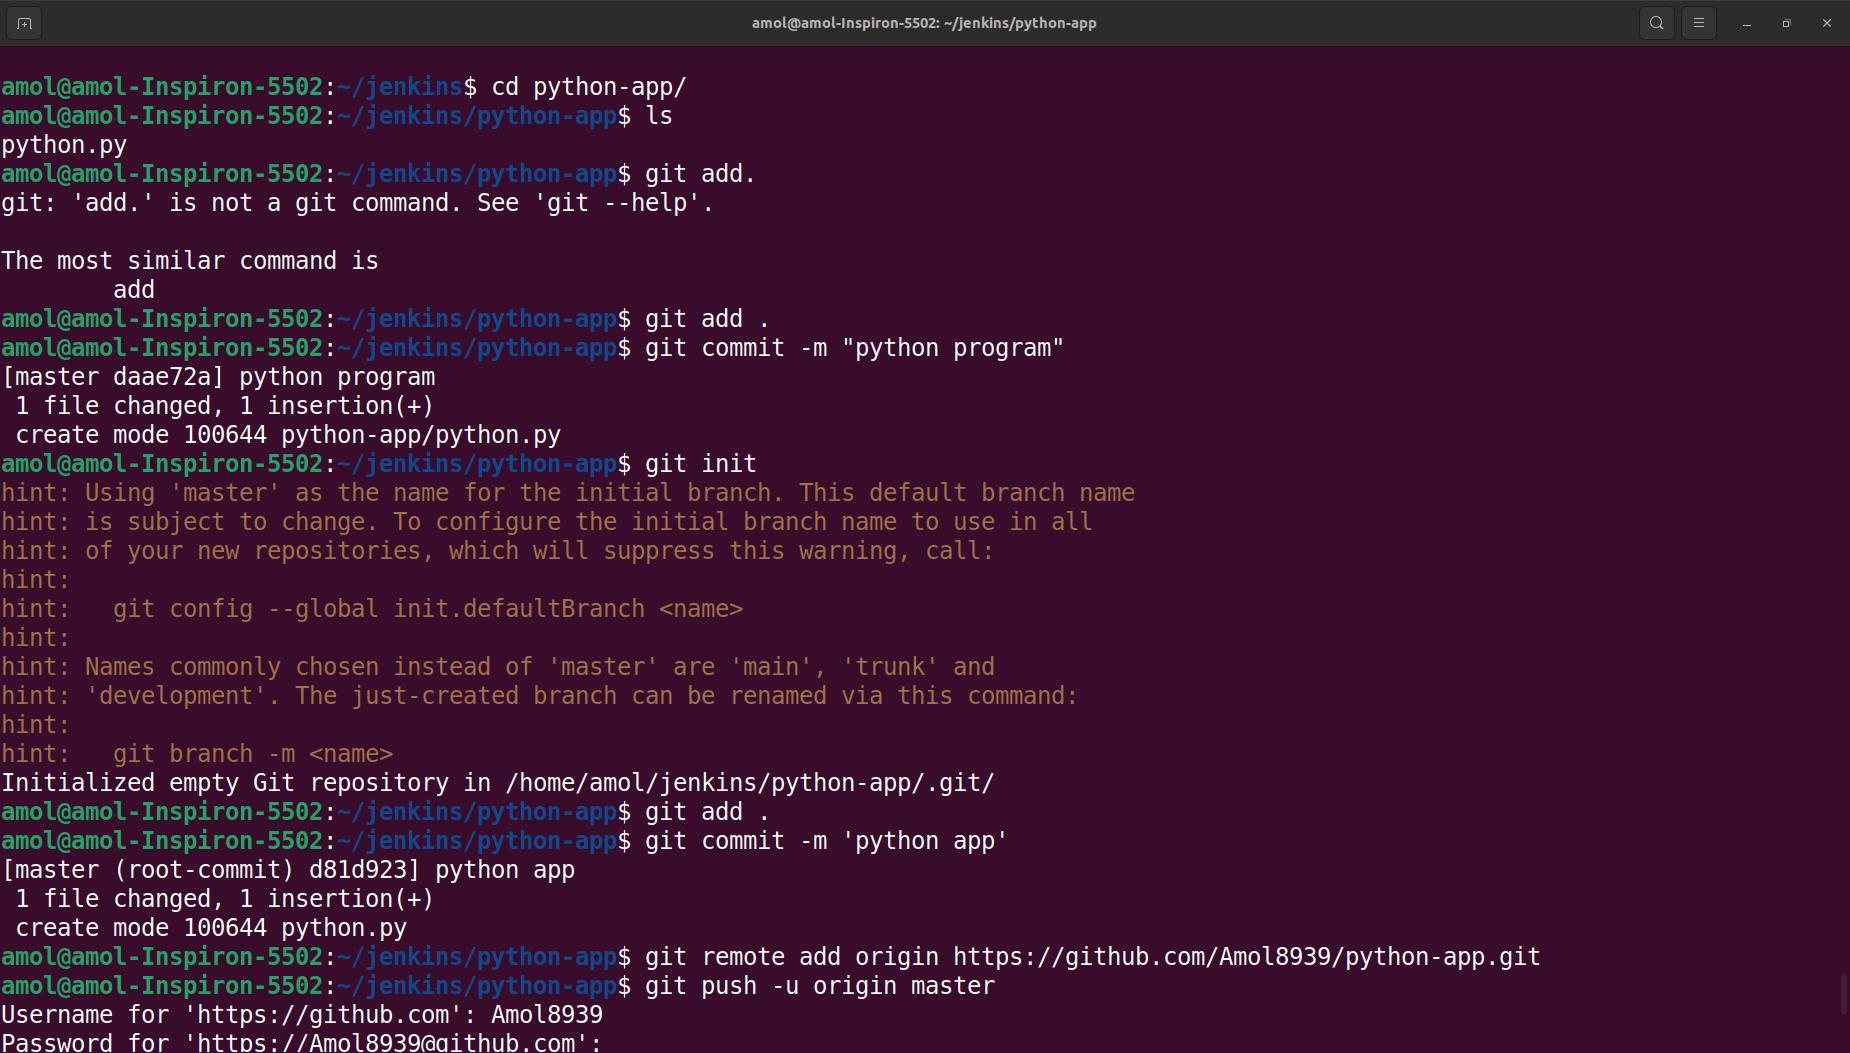 amol@amol-Inspiron-5502: ~/jenkins/python-app
amol@amol-Inspiron-5502:~/jenkins$ cd python-app/
amol@amol-Inspiron-5502:~/jenkins/python-app$ ls
python.py
amol@amol-Inspiron-5502:~/jenkins/python-app$ git add.
git: 'add.' is not a git command. See 'git --help'.
The most similar command is
        add
amol@amol-Inspiron-5502:~/jenkins/python-app$ git add .
amol@amol-Inspiron-5502:~/jenkins/python-app$ git commit -m "python program"
[master daae72a] python program
 1 file changed, 1 insertion(+)
 create mode 100644 python-app/python.py
amol@amol-Inspiron-5502:~/jenkins/python-app$ git init
hint: Using 'master' as the name for the initial branch. This default branch name
hint: is subject to change. To configure the initial branch name to use in all
hint: of your new repositories, which will suppress this warning, call:
hint:
hint:   git config --global init.defaultBranch <name>
hint:
hint: Names commonly chosen instead of 'master' are 'main', 'trunk' and
hint: 'development'. The just-created branch can be renamed via this command:
hint:
hint:   git branch -m <name>
Initialized empty Git repository in /home/amol/jenkins/python-app/.git/
amol@amol-Inspiron-5502:~/jenkins/python-app$ git add .
amol@amol-Inspiron-5502:~/jenkins/python-app$ git commit -m 'python app'
[master (root-commit) d81d923] python app
 1 file changed, 1 insertion(+)
 create mode 100644 python.py
amol@amol-Inspiron-5502:~/jenkins/python-app$ git remote add origin https://github.com/Amol8939/python-app.git
amol@amol-Inspiron-5502:~/jenkins/python-app$ git push -u origin master
Username for 'https://github.com': Amol8939
Password for 'https://Amol8939@github.com':